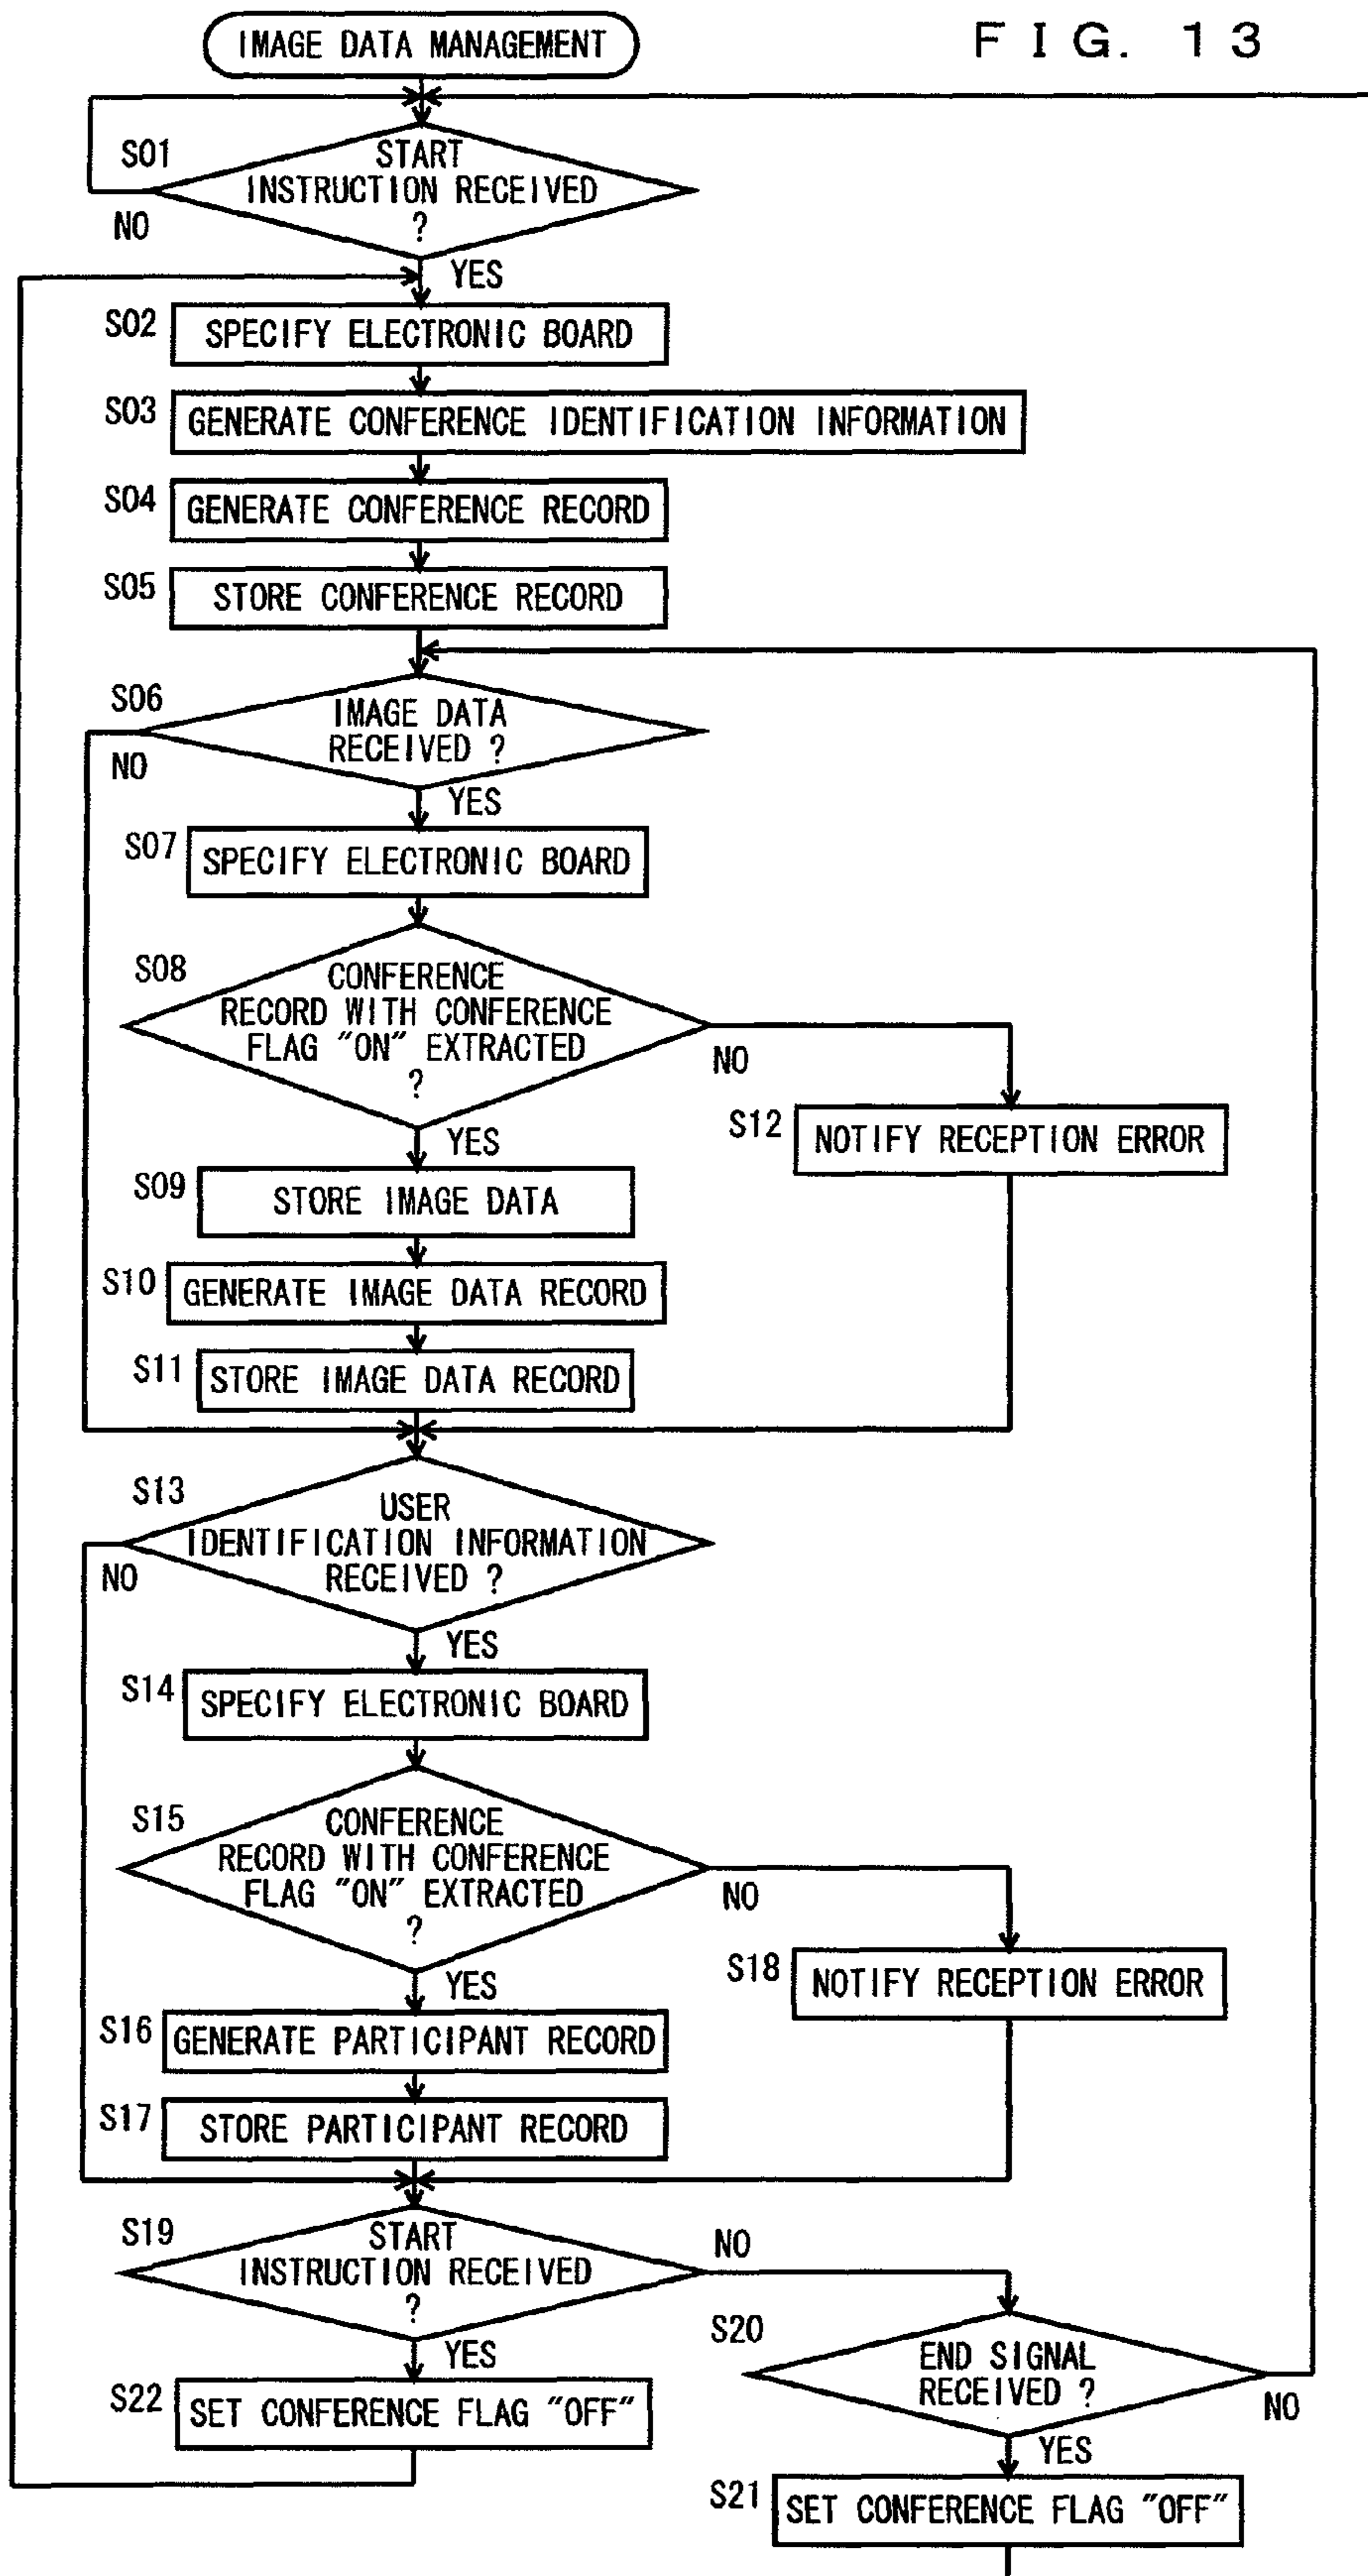 FIG. 13
IMAGE DATA MANAGEMENT
S01
START
INSTRUCTION RECEIVED
?
NO
YES
S02
SPECIFY ELECTRONIC BOARD
S03
GENERATE CONFERENCE IDENTIFICATION INFORMATION
S04
GENERATE CONFERENCE RECORD
S05
STORE CONFERENCE RECORD
S06
IMAGE DATA
RECEIVED ?
NO
YES
S07
SPECIFY ELECTRONIC BOARD
S08
CONFERENCE
RECORD WITH CONFERENCE
FLAG "ON" EXTRACTED
?
NO
YES
S12
NOTIFY RECEPTION ERROR
S09
STORE IMAGE DATA
S10
GENERATE IMAGE DATA RECORD
S11
STORE IMAGE DATA RECORD
S13
USER
IDENTIFICATION INFORMATION
RECEIVED ?
NO
YES
S14
SPECIFY ELECTRONIC BOARD
S15
CONFERENCE
RECORD WITH CONFERENCE
FLAG "ON" EXTRACTED
?
NO
YES
S18
NOTIFY RECEPTION ERROR
S16
GENERATE PARTICIPANT RECORD
S17
STORE PARTICIPANT RECORD
S19
START
INSTRUCTION RECEIVED
?
NO
YES
S20
END SIGNAL
RECEIVED ?
NO
YES
S22
SET CONFERENCE FLAG "OFF"
S21
SET CONFERENCE FLAG "OFF"